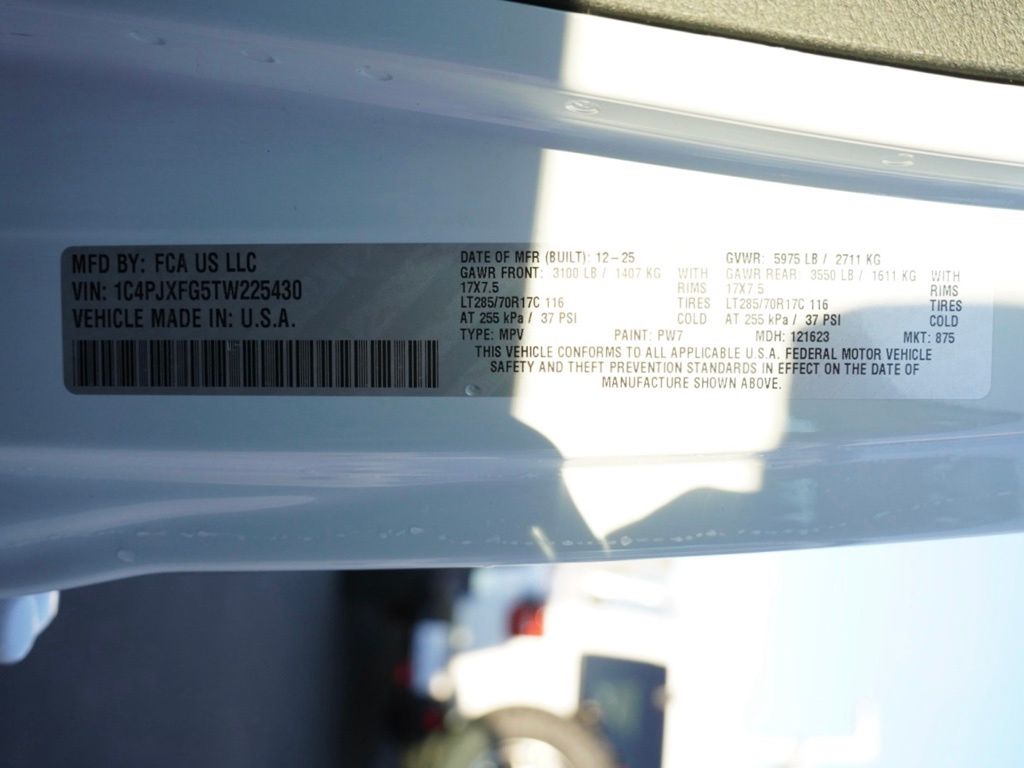 MFD BY: FCA US LLC
VIN: 1C4PJXFG5TW225430
VEHICLE MADE IN: U.S.A.
DATE OF MFR (BUILT): 12-25 GVWR: 5975 LB / 2711 KG
GAWR FRONT: 3100 LB / 1407 KG WITH GAWR REAR: 3550 LB / 1611 KG WITH
17X7.5 RIMS 17X7.5 RIMS
LT285/70R17C 116 TIRES LT285/70R17C 116 TIRES
AT 255 kPa / 37 PSI COLD AT 255 kPa / 37 PSI COLD
TYPE: MPV PAINT: PW7 MDH: 121623 MKT: 875
THIS VEHICLE CONFORMS TO ALL APPLICABLE U.S.A. FEDERAL MOTOR VEHICLE
SAFETY AND THEFT PREVENTION STANDARDS IN EFFECT ON THE DATE OF
MANUFACTURE SHOWN ABOVE.